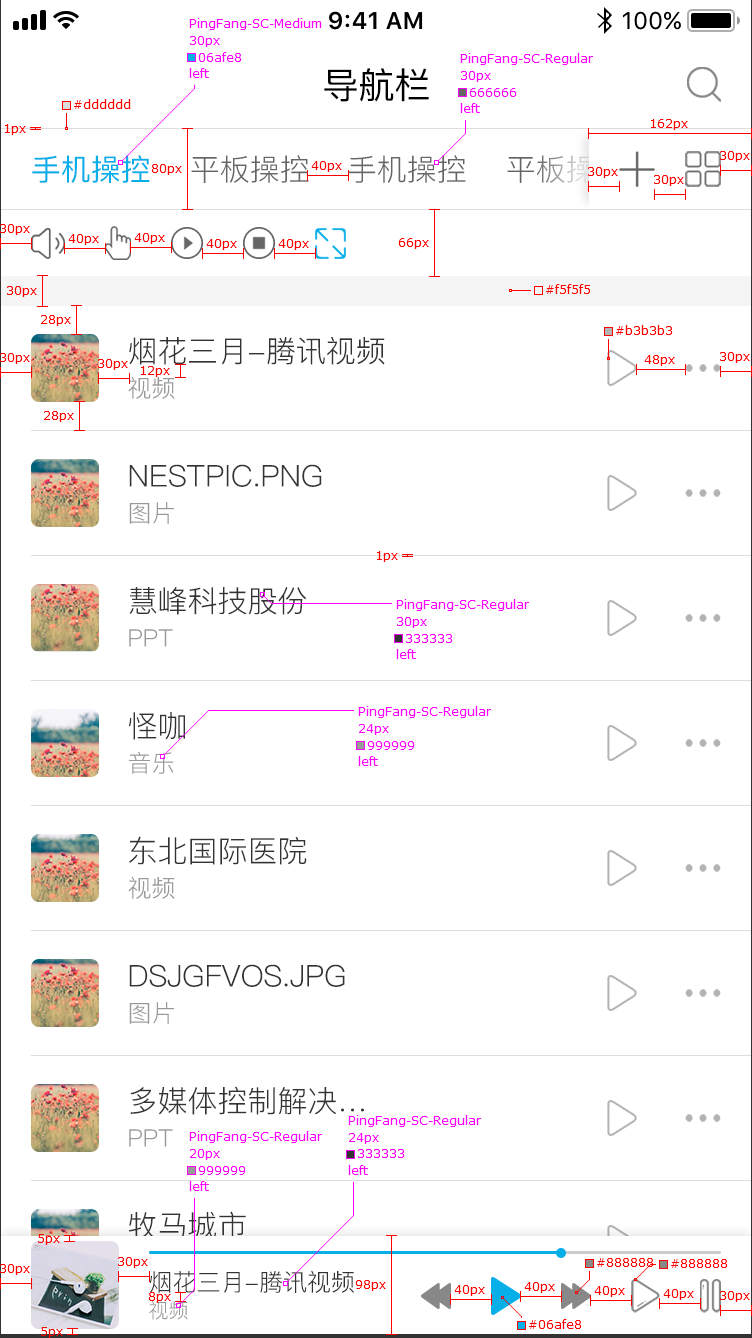 9:41 AM 100%
PingFang-SC-Medium
30px
06afe8
left
导航栏
PingFang-SC-Regular
30px
666666
left
#dddddd
1px
162px
手机操控 80px 平板操控 40px 手机操控 平板操 30px 30px 30px
30px 40px 40px 40px 40px 66px
30px #f5f5f5
28px
#b3b3b3
烟花三月-腾讯视频
30px 30px 12px 48px 30px
视频
28px
NESTPIC.PNG
图片
1px
慧峰科技股份
PingFang-SC-Regular
30px
333333
left
PPT
怪咖
PingFang-SC-Regular
24px
999999
left
音乐
东北国际医院
视频
DSJGFVOS.JPG
图片
多媒体控制解决...
PPT
PingFang-SC-Regular
24px
333333
left
PingFang-SC-Regular
20px
999999
left
牧马城市
5px
#888888 #888888
30px 30px 烟花三月-腾讯视频 98px 40px 40px 40px 40px 30px
8px
视频
#06afe8
5px